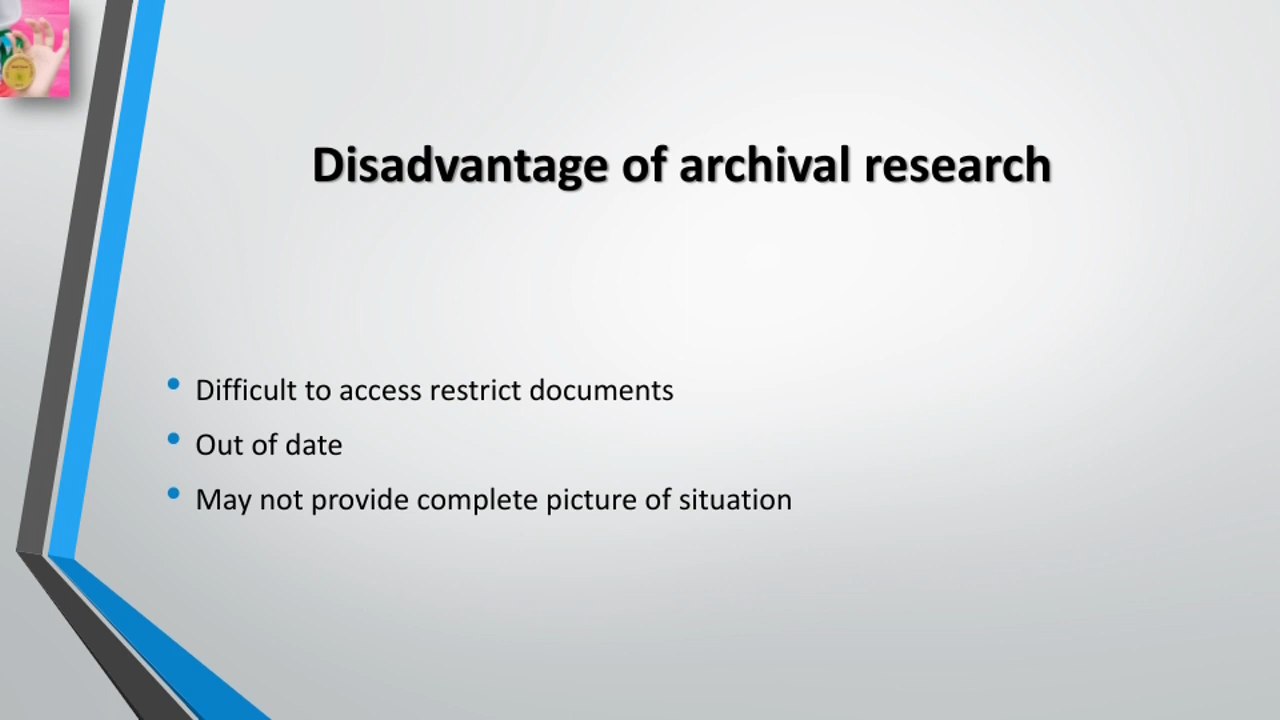 Disadvantage of archival research
• Difficult to access restrict documents
• Out of date
• May not provide complete picture of situation